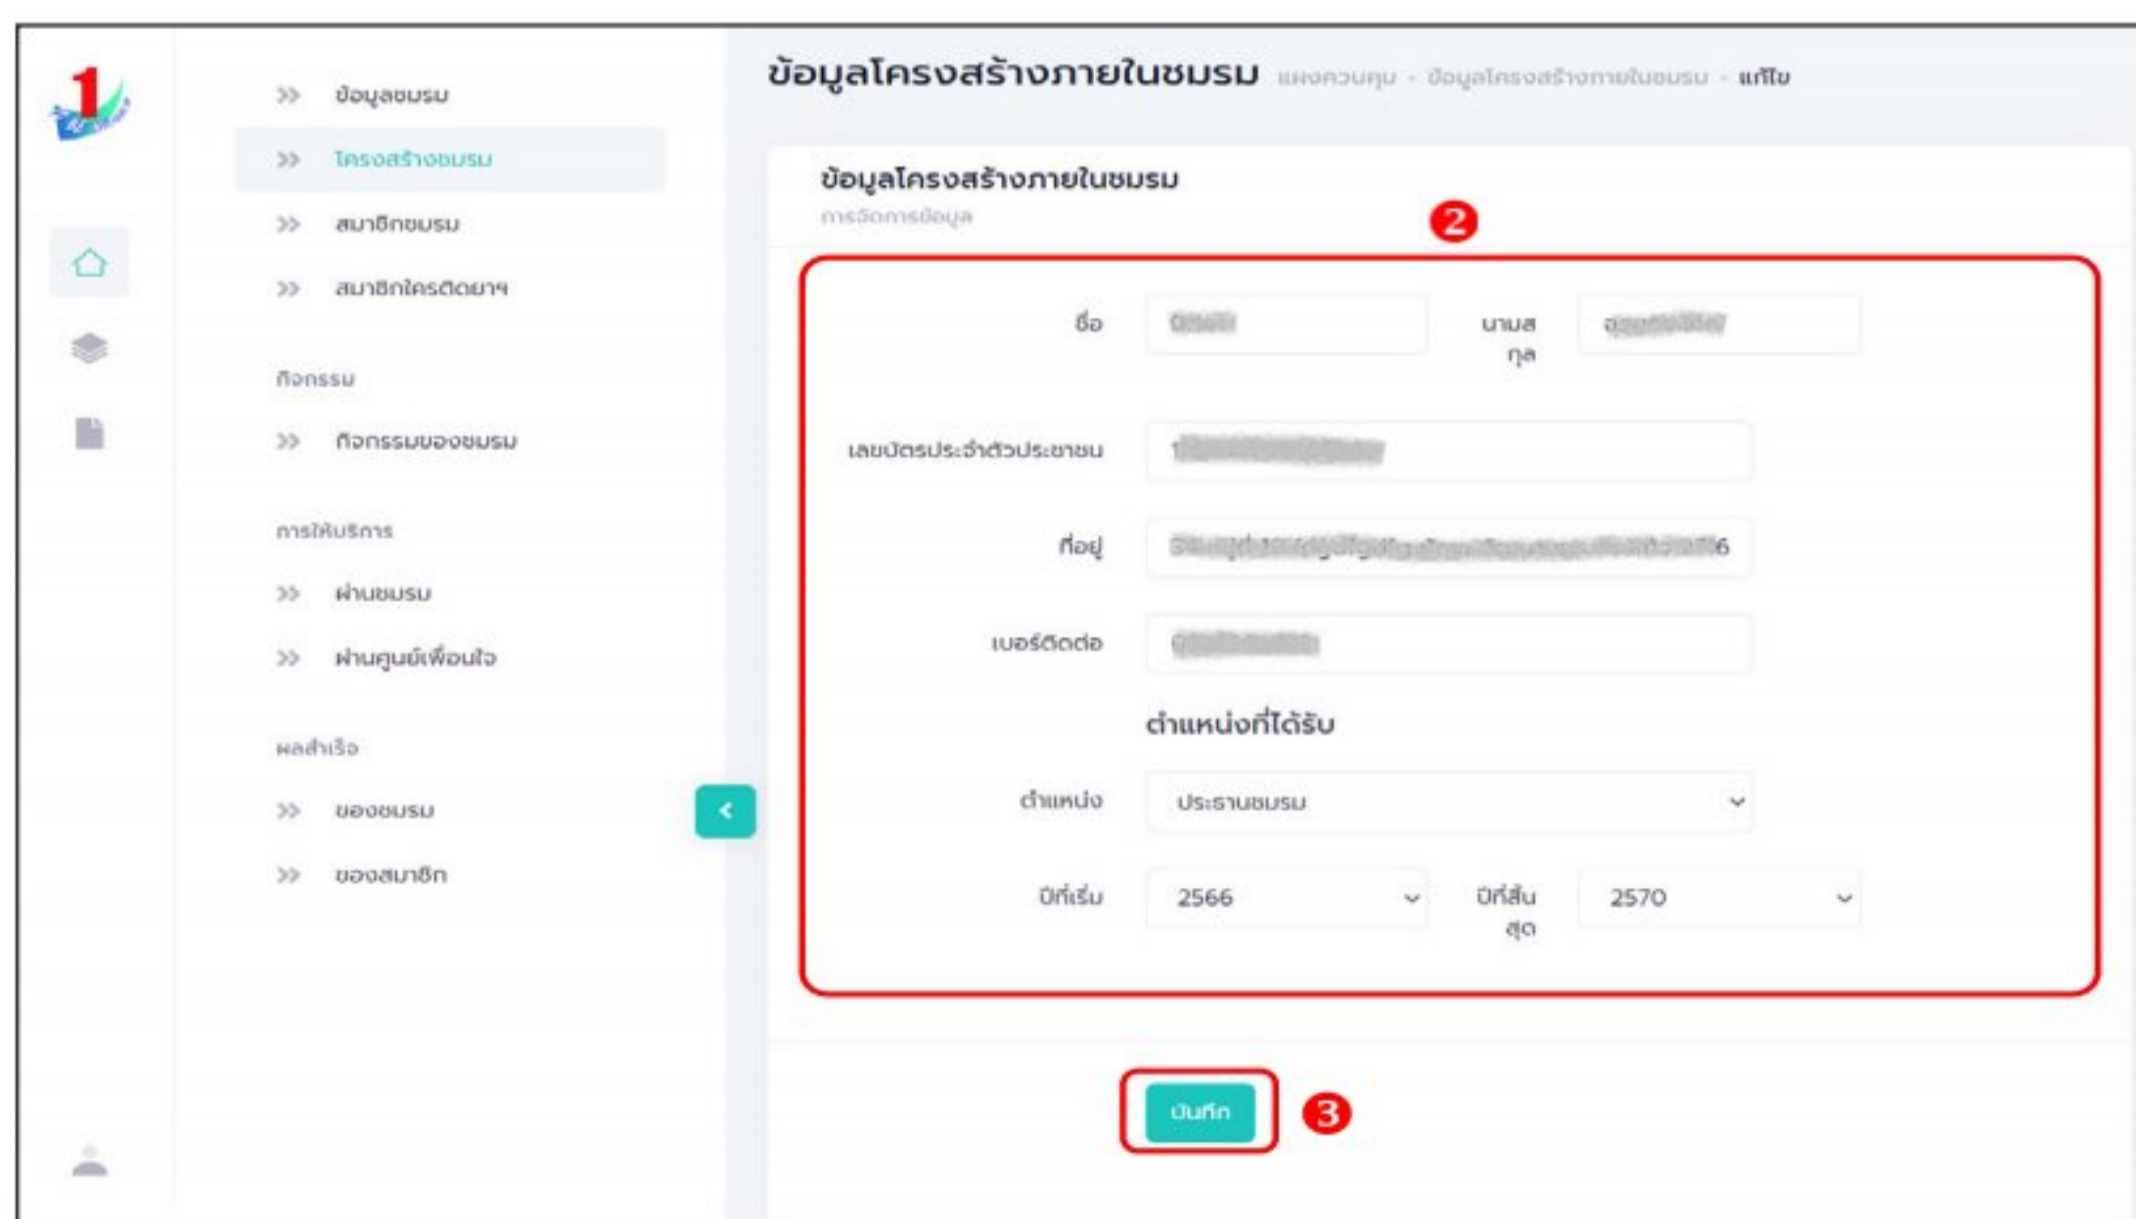 1
>> ข้อมูลชมรม
>> โครงสร้างชมรม
>> สมาชิกชมรม
>> สมาชิกใครติดยาฯ
กิจกรรม
>> กิจกรรมของชมรม
การให้บริการ
>> ผ่านชมรม
>> ผ่านศูนย์เพื่อนใจ
ผลสำเร็จ
>> ของชมรม
>> ของสมาชิก
<
ข้อมูลโครงสร้างภายในชมรม แผงควบคุม - ข้อมูลโครงสร้างภายในชมรม - แก้ไข
ข้อมูลโครงสร้างภายในชมรม
การจัดการข้อมูล
2
ชื่อ
นามส
กุล
เลขบัตรประจำตัวประชาชน
ที่อยู่
เบอร์ติดต่อ
ตำแหน่งที่ได้รับ
ตำแหน่ง ประธานชมรม
ปีที่เริ่ม 2566 ปีที่สิ้น 2570
สุด
บันทึก 3